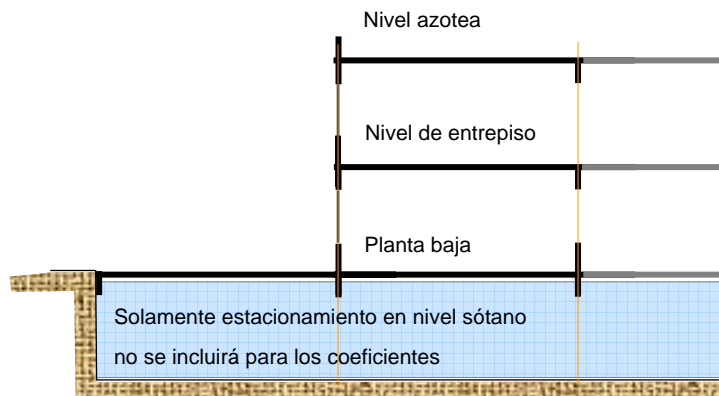 Nivel azotea
Nivel de entrepiso
Planta baja
Solamente estacionamiento en nivel sótano
no se incluirá para los coeficientes